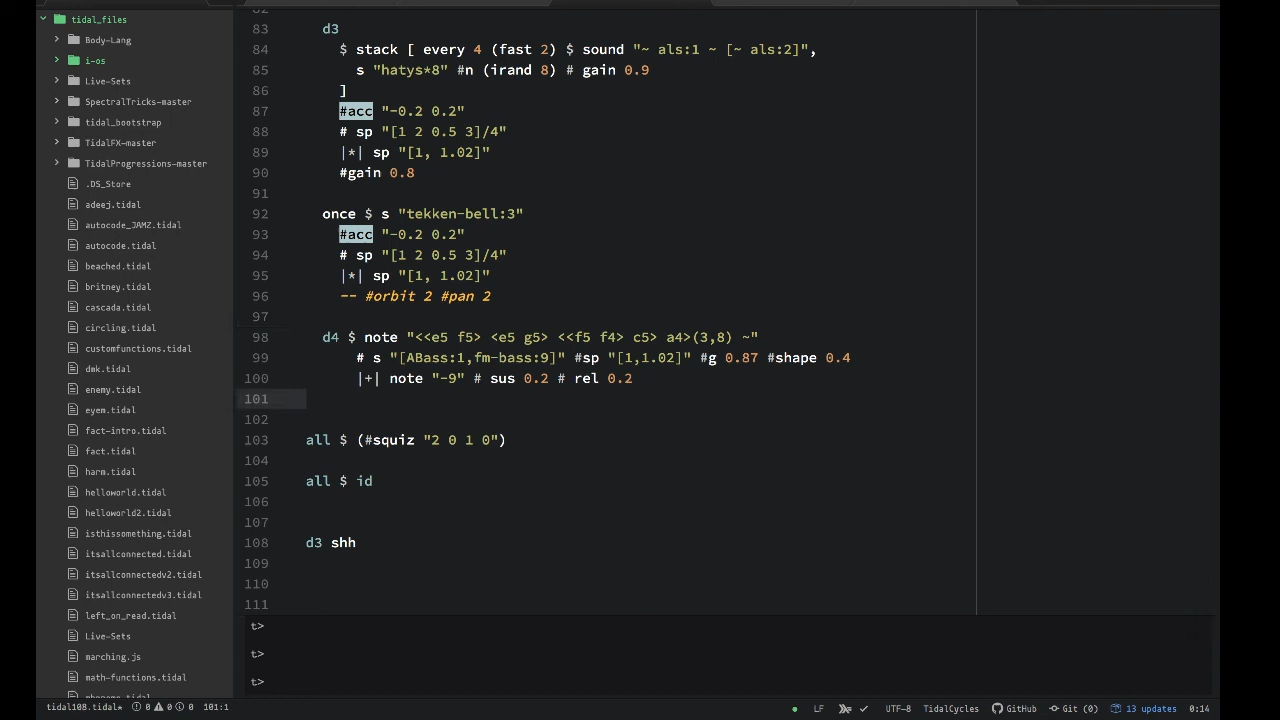 tidal_files
Body-Lang
i-os
Live-Sets
SpectralTricks-master
tidal_bootstrap
TidalFX-master
TidalProgressions-master
.DS_Store
adeej.tidal
autocode_JAMZ.tidal
autocode.tidal
beached.tidal
britney.tidal
cascada.tidal
circling.tidal
customfunctions.tidal
dmk.tidal
enemy.tidal
eyem.tidal
fact-intro.tidal
fact.tidal
harm.tidal
helloworld.tidal
helloworld2.tidal
isthissomething.tidal
itsallconnected.tidal
itsallconnectedv2.tidal
itsallconnectedv3.tidal
left_on_read.tidal
Live-Sets
marching.js
math-functions.tidal
82
83 d3
84 $ stack [ every 4 (fast 2) $ sound "~ als:1 ~ [~ als:2]",
85 s "hatys*8" #n (irand 8) # gain 0.9
86 ]
87 #acc "-0.2 0.2"
88 # sp "[1 2 0.5 3]/4"
89 |*| sp "[1, 1.02]"
90 #gain 0.8
91
92 once $ s "tekken-bell:3"
93 #acc "-0.2 0.2"
94 # sp "[1 2 0.5 3]/4"
95 |*| sp "[1, 1.02]"
96 -- #orbit 2 #pan 2
97
98 d4 $ note "<<e5 f5> <e5 g5> <<f5 f4> c5> a4>(3,8) ~"
99 # s "[ABass:1,fm-bass:9]" #sp "[1,1.02]" #g 0.87 #shape 0.4
100 |+| note "-9" # sus 0.2 # rel 0.2
101
102
103 all $ (#squiz "2 0 1 0")
104
105 all $ id
106
107
108 d3 shh
109
110
111
t>
t>
t>
tidal108.tidal* 0 0 0 101:1
LF UTF-8 TidalCycles GitHub Git (0) 13 updates 0:14